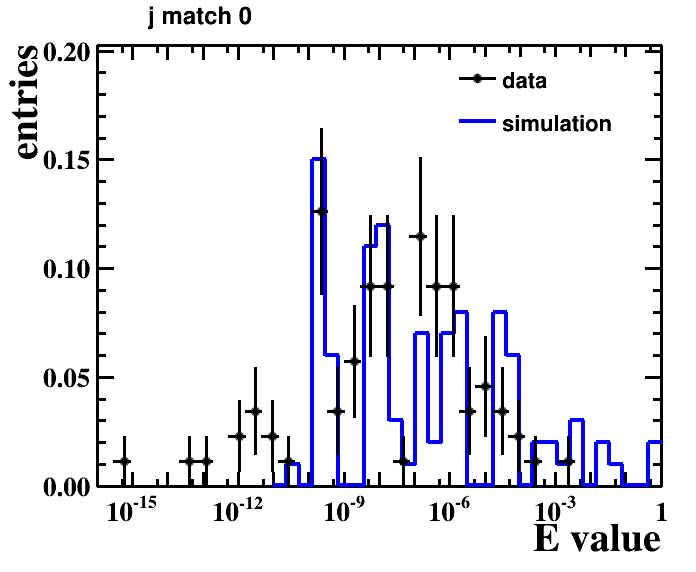 j match 0
entries
0.20
0.15
0.10
0.05
0.00
data
simulation
10-15 10-12 10-9 10-6 10-3 1
E value